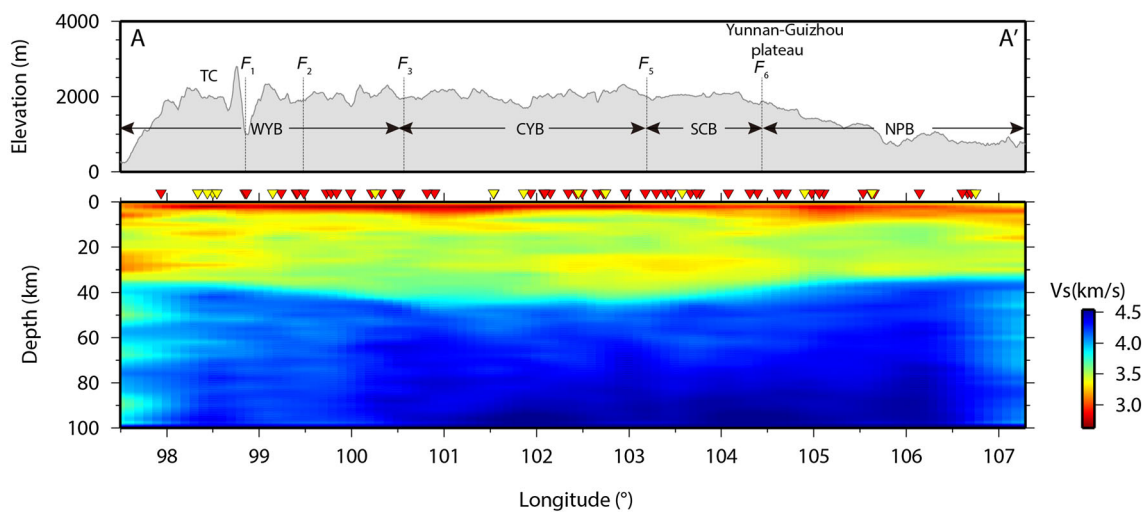 Elevation (m)
4000
2000
0
A
A'
Yunnan-Guizhou
plateau
TC
F1
F2
F3
F5
F6
WYB
CYB
SCB
NPB
Depth (km)
0
20
40
60
80
100
98
99
100
101
102
103
104
105
106
107
Longitude (°)
Vs(km/s)
4.5
4.0
3.5
3.0